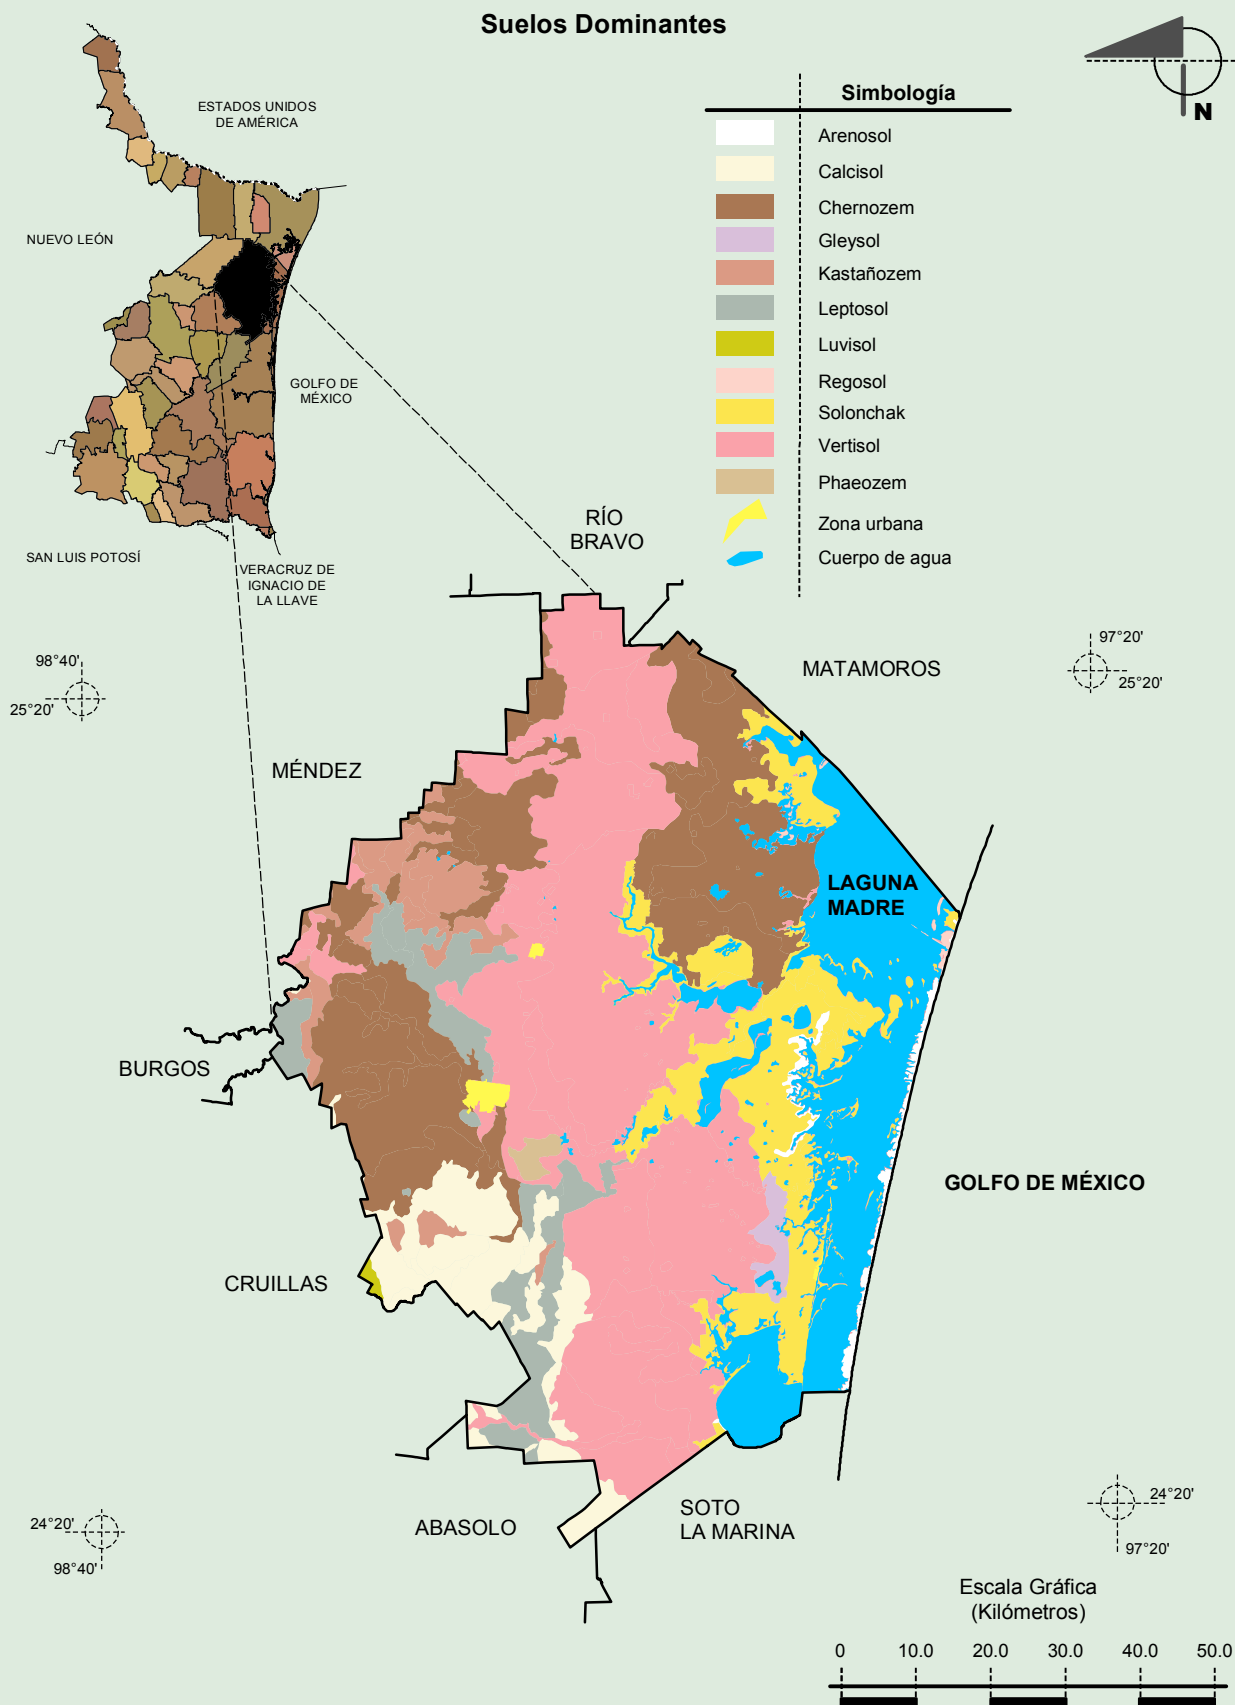 Suelos Dominantes
N
Simbología
Arenosol
Calcisol
Chernozem
Gleysol
Kastañozem
Leptosol
Luvisol
Regosol
Solonchak
Vertisol
Phaeozem
Zona urbana
Cuerpo de agua
ESTADOS UNIDOS
DE AMÉRICA
NUEVO LEÓN
GOLFO DE
MÉXICO
SAN LUIS POTOSÍ
VERACRUZ DE
IGNACIO DE
LA LLAVE
RÍO
BRAVO
98°40'
25°20'
97°20'
25°20'
MATAMOROS
MÉNDEZ
LAGUNA
MADRE
BURGOS
GOLFO DE MÉXICO
CRUILLAS
ABASOLO
SOTO
LA MARINA
24°20'
98°40'
24°20'
97°20'
Escala Gráfica
(Kilómetros)
0 10.0 20.0 30.0 40.0 50.0